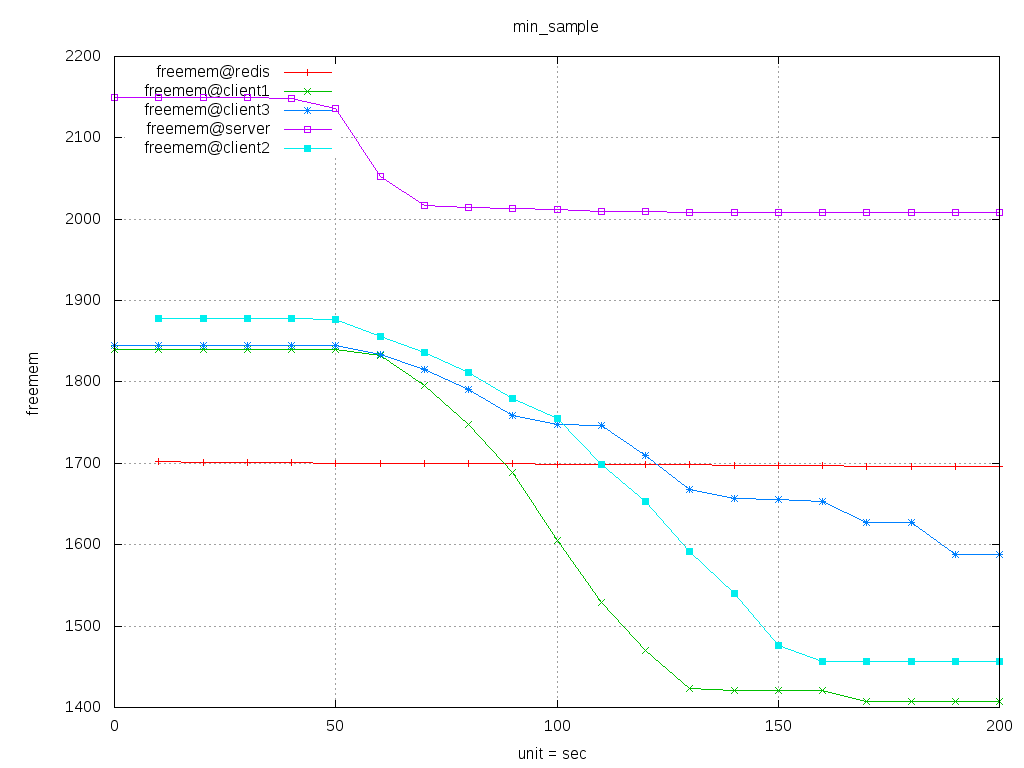 min_sample
2200
2100
2000
1900
1800
1700
1600
1500
1400
freemem
freemem@redis
freemem@client1
freemem@client3
freemem@server
freemem@client2
0 50 100 150 200
unit = sec